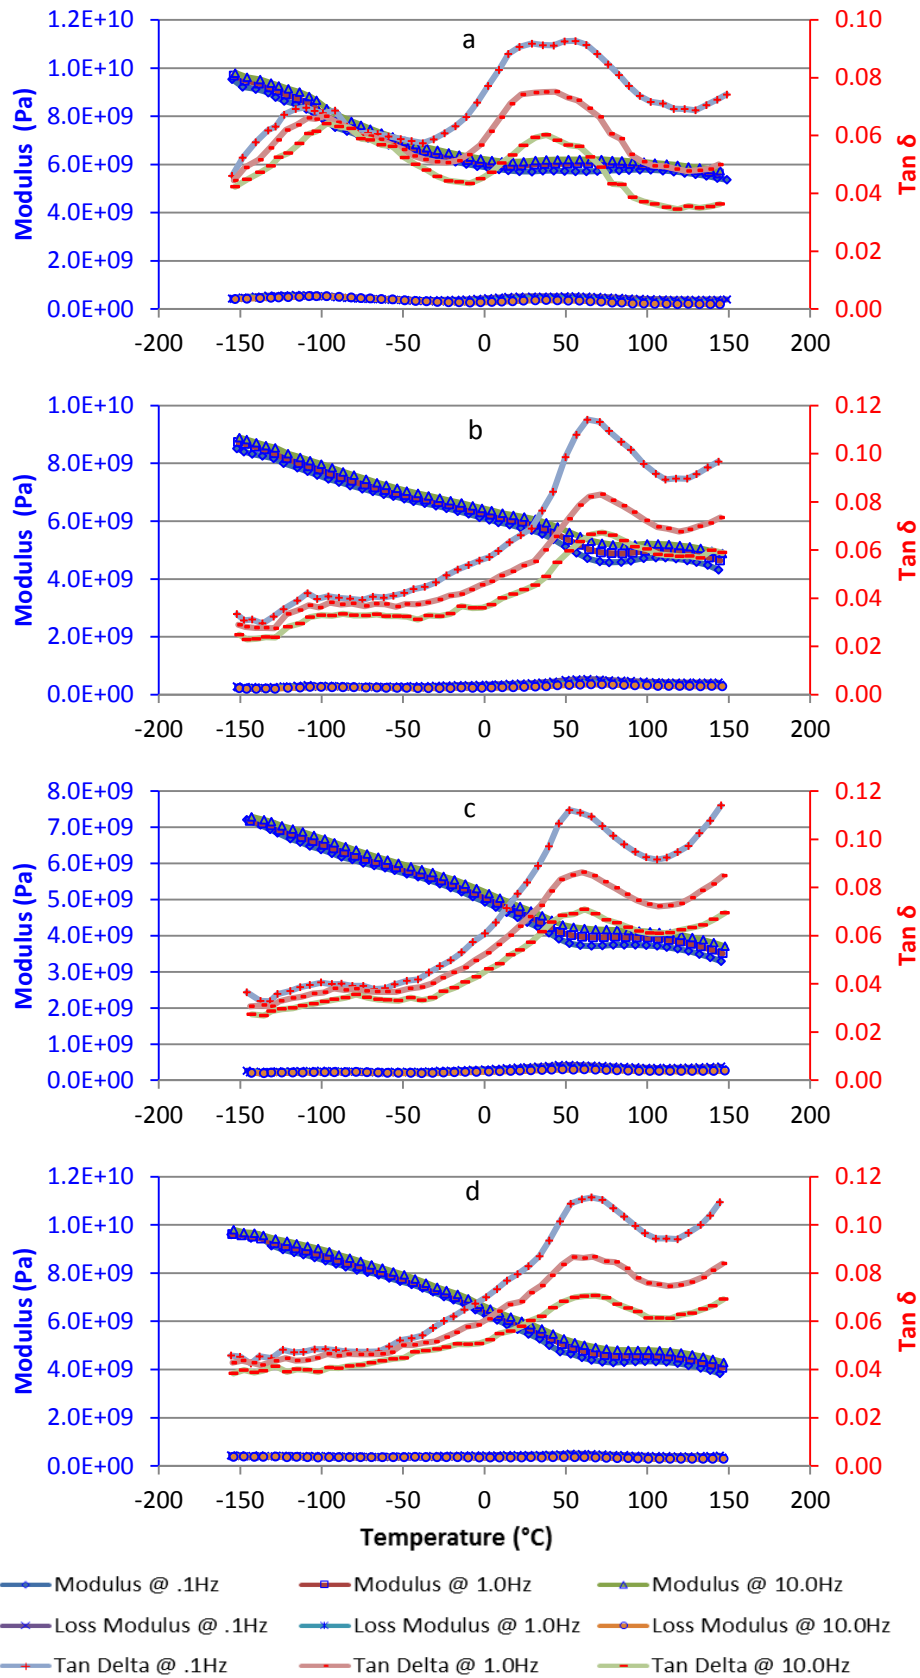 a
1.2E+10
1.0E+10
8.0E+09
6.0E+09
4.0E+09
2.0E+09
0.0E+00
Modulus (Pa)
0.10
0.08
0.06
0.04
0.02
0.00
Tan δ
-200 -150 -100 -50 0 50 100 150 200
b
1.0E+10
8.0E+09
6.0E+09
4.0E+09
2.0E+09
0.0E+00
Modulus (Pa)
0.12
0.10
0.08
0.06
0.04
0.02
0.00
Tan δ
-200 -150 -100 -50 0 50 100 150 200
c
8.0E+09
7.0E+09
6.0E+09
5.0E+09
4.0E+09
3.0E+09
2.0E+09
1.0E+09
0.0E+00
Modulus (Pa)
0.12
0.10
0.08
0.06
0.04
0.02
0.00
Tan δ
-200 -150 -100 -50 0 50 100 150 200
d
1.2E+10
1.0E+10
8.0E+09
6.0E+09
4.0E+09
2.0E+09
0.0E+00
Modulus (Pa)
0.12
0.10
0.08
0.06
0.04
0.02
0.00
Tan δ
-200 -150 -100 -50 0 50 100 150 200
Temperature (°C)
Modulus @ .1Hz Modulus @ 1.0Hz Modulus @ 10.0Hz
Loss Modulus @ .1Hz Loss Modulus @ 1.0Hz Loss Modulus @ 10.0Hz
Tan Delta @ .1Hz Tan Delta @ 1.0Hz Tan Delta @ 10.0Hz